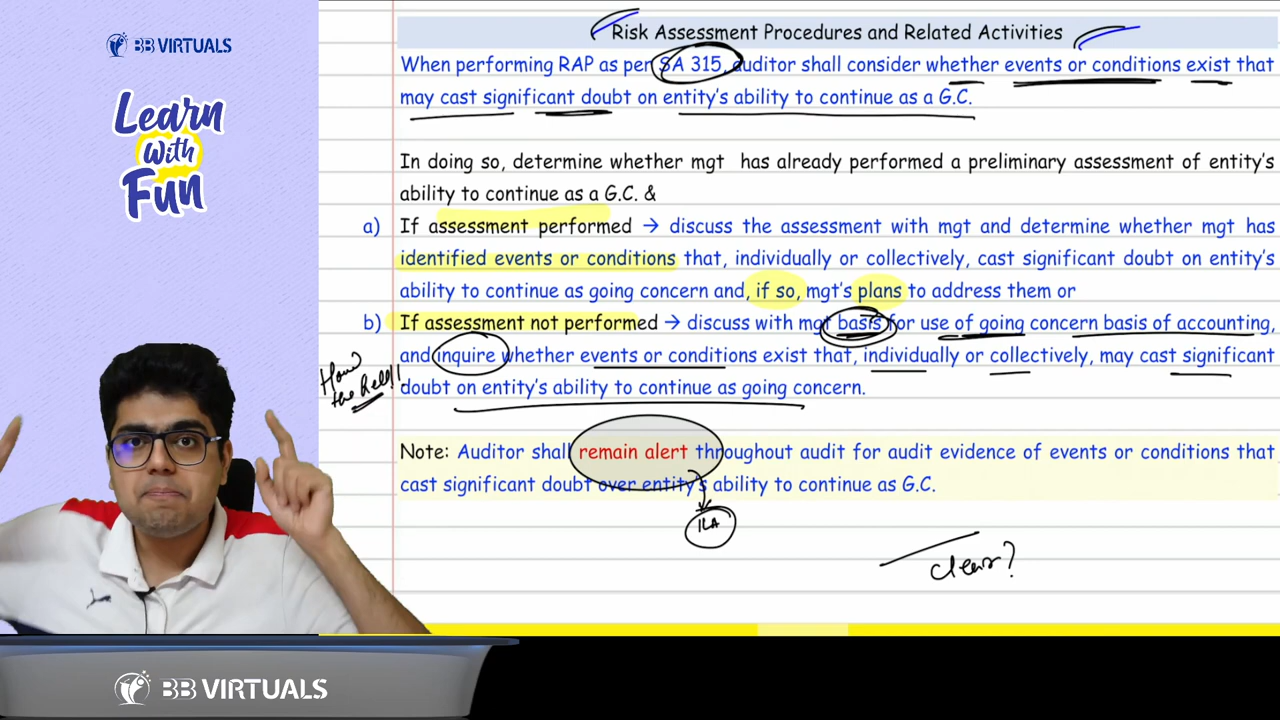 BB VIRTUALS
Learn
With
Fun
Risk Assessment Procedures and Related Activities
When performing RAP as per SA 315, auditor shall consider whether events or conditions exist that
may cast significant doubt on entity's ability to continue as a G.C.
In doing so, determine whether mgt has already performed a preliminary assessment of entity's
ability to continue as a G.C. &
a) If assessment performed → discuss the assessment with mgt and determine whether mgt has
identified events or conditions that, individually or collectively, cast significant doubt on entity's
ability to continue as going concern and, if so, mgt's plans to address them or
b) If assessment not performed → discuss with mgt basis for use of going concern basis of accounting,
and inquire whether events or conditions exist that, individually or collectively, may cast significant
doubt on entity's ability to continue as going concern.
How
the
Note: Auditor shall remain alert throughout audit for audit evidence of events or conditions that
cast significant doubt over entity's ability to continue as G.C.
clear?
BB VIRTUALS